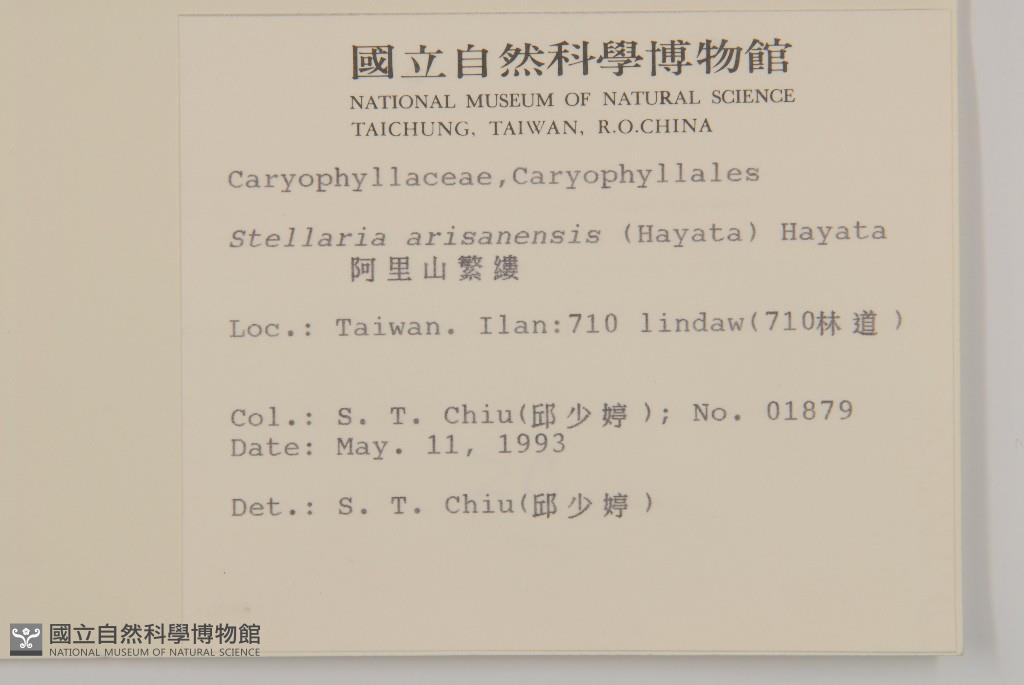 國立自然科學博物館
NATIONAL MUSEUM OF NATURAL SCIENCE
TAICHUNG, TAIWAN, R.O.CHINA
Caryophyllaceae,Caryophyllales
Stellaria arisanensis (Hayata) Hayata
阿里山繁縷
Loc.: Taiwan. Ilan:710 lindaw(710林道)
Col.: S. T. Chiu(邱少婷); No. 01879
Date: May. 11, 1993
Det.: S. T. Chiu(邱少婷)
國立自然科學博物館
NATIONAL MUSEUM OF NATURAL SCIENCE